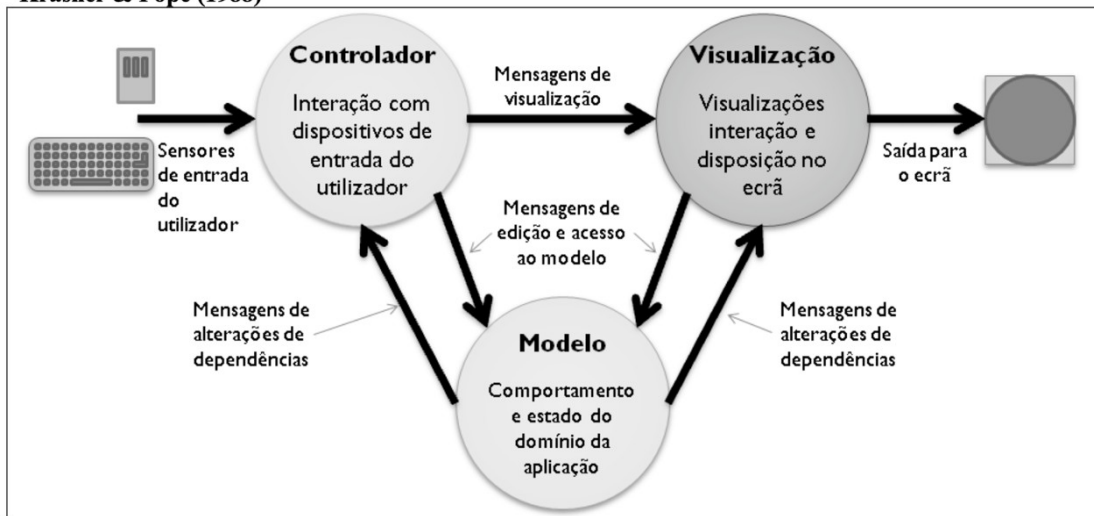 Krasner & Pope (1988)
Controlador
Interação com
dispositivos de
entrada do
utilizador
Mensagens de
visualização
Visualização
Visualizações
interação e
disposição no
ecrã
Sensores
de entrada
do
utilizador
Saída para
o ecrã
Mensagens de
edição e acesso
ao modelo
Mensagens de
alterações de
dependências
Mensagens de
alterações de
dependências
Modelo
Comportamento
e estado do
domínio da
aplicação